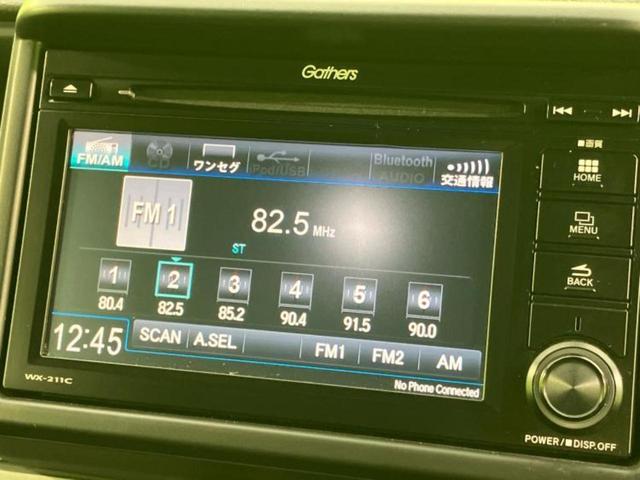 Gathers
FM/AM
CD
ワンセグ
iPod/USB
Bluetooth
AUDIO
交通情報
■画質
HOME
MENU
BACK
FM 1
82.5 MHz
ST
1 2 3 4 5 6
80.4 82.5 85.2 90.4 91.5 90.0
12:45
SCAN
A.SEL
FM1
FM2
AM
No Phone Connected
WX-211C
POWER/■DISP.OFF